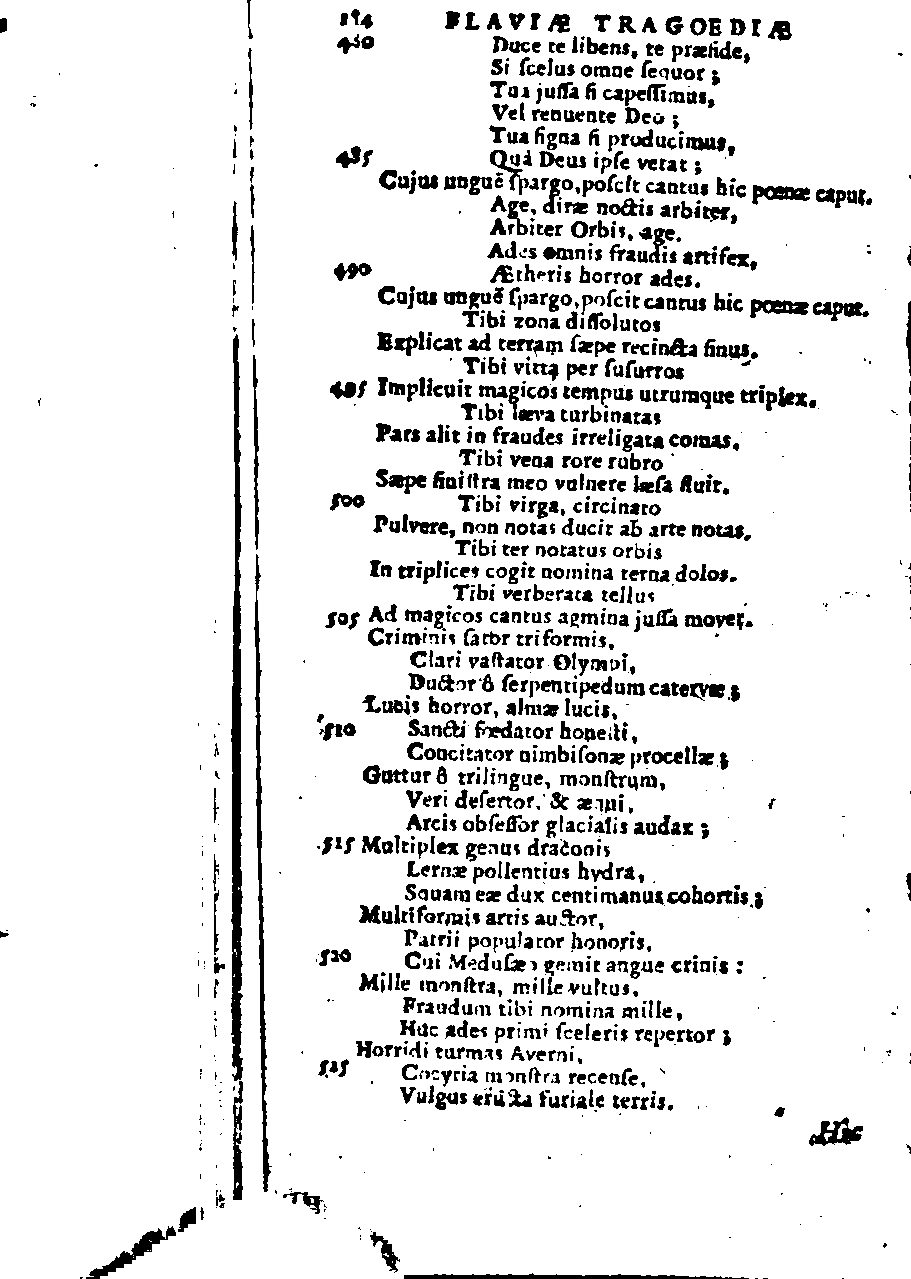 194 FLAVIÆ TRAGOEDIÆ
480 Duce te libens, te præſide,
Si ſcelus omne ſequor ;
Tua juſſa ſi capeſſimus,
Vel renuente Deo ;
Tua ſigna ſi producimus,
485 Quà Deus ipſe vetat ;
Cujus unguē ſpargo,poſcit cantus hic poenæ caput.
Age, diræ noctis arbiter,
Arbiter Orbis, age.
Ades omnis fraudis artifex,
490 Ætheris horror ades.
Cujus unguē ſpargo,poſcit cantus hic poenæ caput.
Tibi zona diſſolutos
Explicat ad terram ſæpe recincta ſinus.
Tibi vitta per ſuſurros
495 Implicuit magicos tempus utrumque triplex.
Tibi læva turbinatas
Pars alit in fraudes irreligata comas.
Tibi vena rore rubro
Sæpe ſiniſtra meo vulnere læſa fluit.
500 Tibi virga, circinato
Pulvere, non notas ducit ab arte notas.
Tibi ter notatus orbis
In triplices cogit nomina terna dolos.
Tibi verberata tellus
505 Ad magicos cantus agmina juſſa movet.
Criminis ſator triformis,
Clari vaſtator Olympi,
Ductor ô ſerpentipedum catervæ ;
Lucis horror, almæ lucis,
510 Sancti fœdator honeſti,
Concitator nimbiſonæ procellæ ;
Guttur ô trilingue, monſtrum,
Veri deſertor, & æqui,
Arcis obſeſſor glacialis audax ;
515 Multiplex genus draconis
Lernæ pollentius hydra,
Squameæ dux centimanus cohortis ;
Multiformis artis auctor,
Patrii populator honoris,
520 Cui Meduſæo gemit angue crinis :
Mille monſtra, mille vultus,
Fraudum tibi nomina mille,
Huc ades primi ſceleris repertor ;
Horridi turmas Averni,
525 Cocytia monſtra recenſe,
Vulgus eructa furiale terris.
Hic